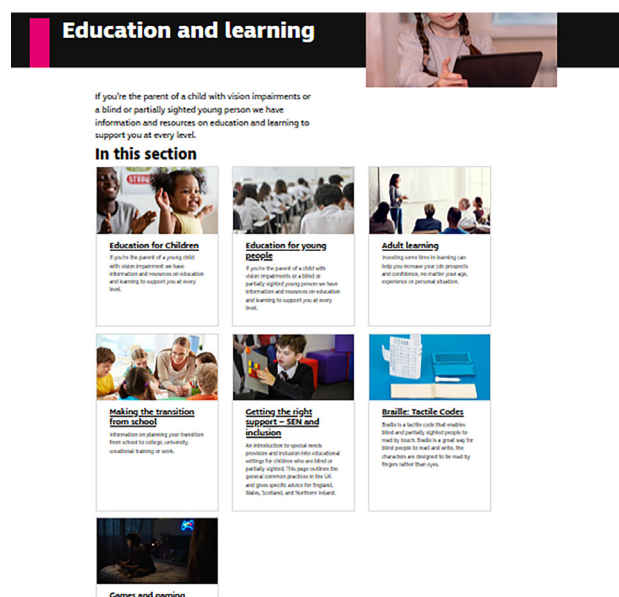 Education and learning
If you're the parent of a child with vision impairments or
a blind or partially sighted young person we have
information and resources on education and learning to
support you at every level.
In this section
Education for Children
If you're the parent of a young child
with vision impairment we have
information and resources on education
and learning to support you at every
level.
Education for young
people
If you're the parent of a child with
vision impairments or a blind or
partially sighted young person we have
information and resources on education
and learning to support you at every
level.
Adult learning
Investing some time in learning can
help you increase your job prospects
and confidence, no matter your age,
experience or personal situation.
Making the transition
from school
Information on planning your transition
from school to college, university,
vocational training or work.
Getting the right
support – SEN and
inclusion
An introduction to special needs
provision and inclusion into educational
settings for children who are blind or
partially sighted. This page outlines the
general common practices in the UK
and gives specific advice for England,
Wales, Scotland, and Northern Ireland.
Braille: Tactile Codes
Braille is a tactile code that enables
blind and partially sighted people to
read by touch. Braille is a great way for
blind people to read and write, the
characters are designed to be read by
fingers rather than eyes.
Games and gaming